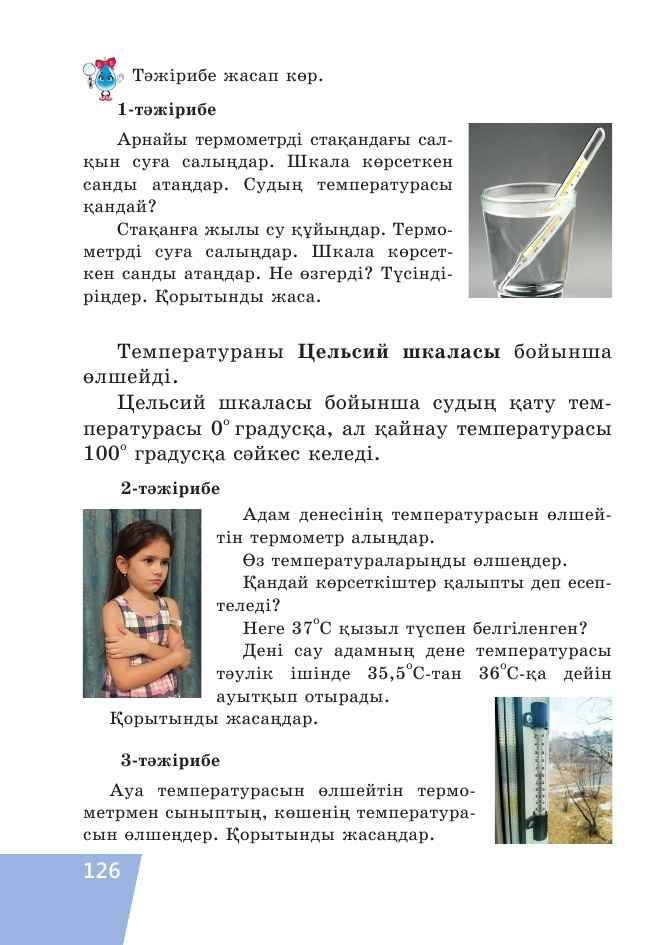 Тәжірибе жасап көр.
1-тәжірибе
Арнайы термометрді стақандағы сал-
қын суға салыңдар. Шкала көрсеткен
санды атаңдар. Судың температурасы
қандай?
Стақанға жылы су құйыңдар. Термо-
метрді суға салыңдар. Шкала көрсет-
кен санды атаңдар. Не өзгерді? Түсінді-
ріңдер. Қорытынды жаса.
Температураны Цельсий шкаласы бойынша
өлшейді.
Цельсий шкаласы бойынша судың қату тем-
пературасы 0° градусқа, ал қайнау температурасы
100° градусқа сәйкес келеді.
2-тәжірибе
Адам денесінің температурасын өлшей-
тін термометр алыңдар.
Өз температураларыңды өлшеңдер.
Қандай көрсеткіштер қалыпты деп есеп-
теледі?
Неге 37°С қызыл түспен белгіленген?
Дені сау адамның дене температурасы
тәулік ішінде 35,5°С-тан 36°С-қа дейін
ауытқып отырады.
Қорытынды жасаңдар.
3-тәжірибе
Ауа температурасын өлшейтін термо-
метрмен сыныптың, көшенің температура-
сын өлшеңдер. Қорытынды жасаңдар.
126